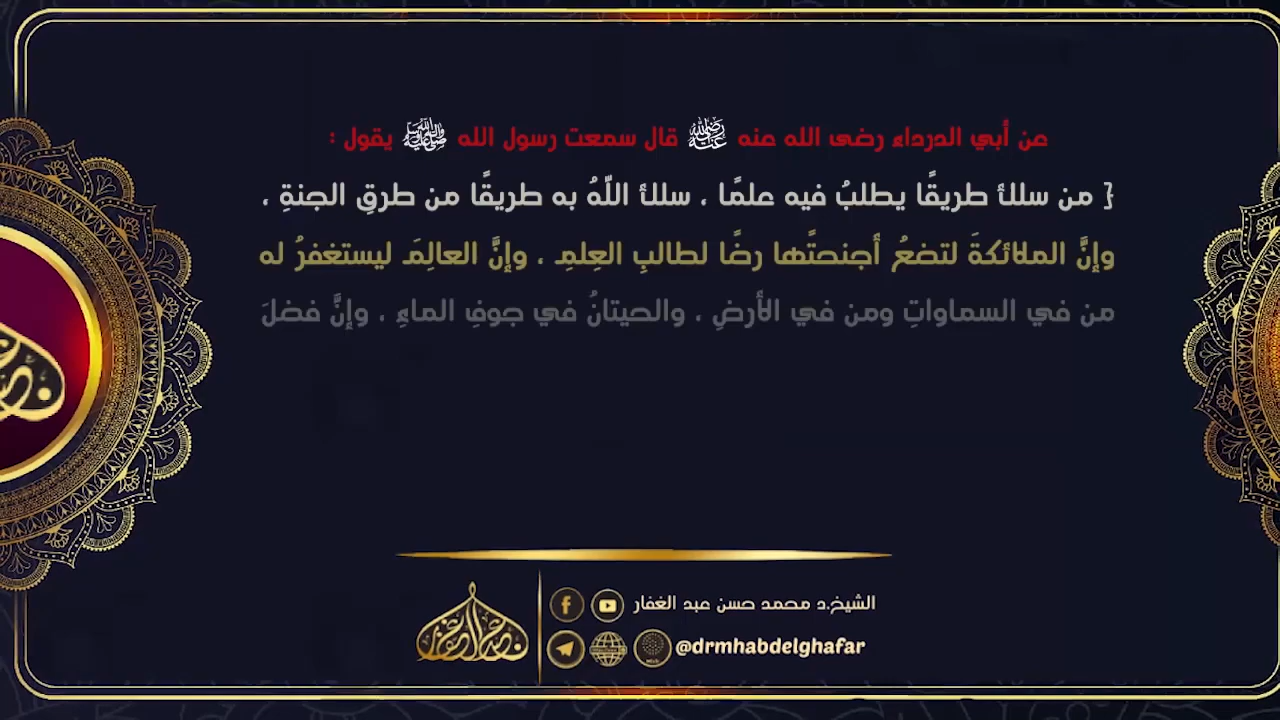 عن أبي الدرداء رضى الله عنه ﷺ قال سمعت رسول الله ﷺ يقول :
{ من سلك طريقًا يطلبُ فيه علمًا ، سلك اللّهُ به طريقًا من طرقِ الجنةِ ،
وإنَّ الملائكةَ لتضعُ أجنحتَها رضًا لطالبِ العِلمِ ، وإنَّ العالِمَ ليستغفرُ له
من في السماواتِ ومن في الأرضِ ، والحيتانُ في جوفِ الماءِ ، وإنَّ فضلَ
الشيخ.د محمد حسن عبد الغفار
@drmhabdelghafar